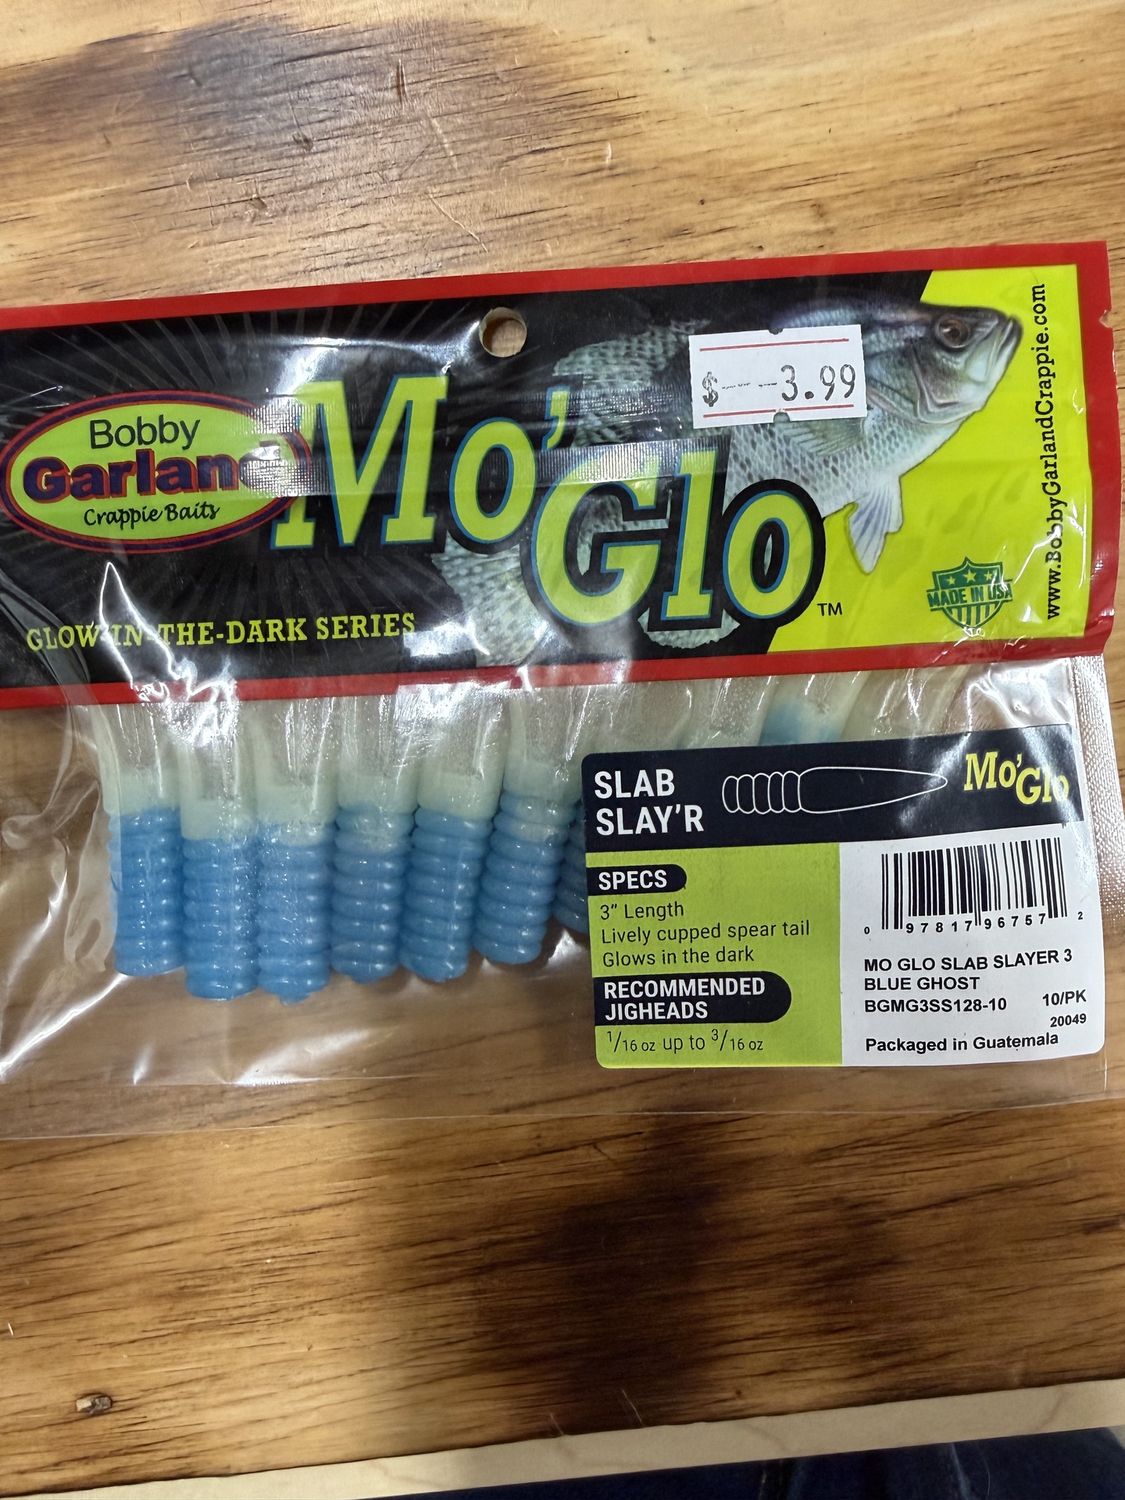 $ 3.99
Bobby
Garland
Crappie Baits
Mo'Glo™
GLOW-IN-THE-DARK SERIES
www.BobbyGarlandCrappie.com
MADE IN USA
SLAB
SLAY'R
Mo'Glo
SPECS
3" Length
Lively cupped spear tail
Glows in the dark
RECOMMENDED
JIGHEADS
1/16 oz up to 3/16 oz
0 97817 96757 2
MO GLO SLAB SLAYER 3
BLUE GHOST
BGMG3SS128-10 10/PK
20049
Packaged in Guatemala